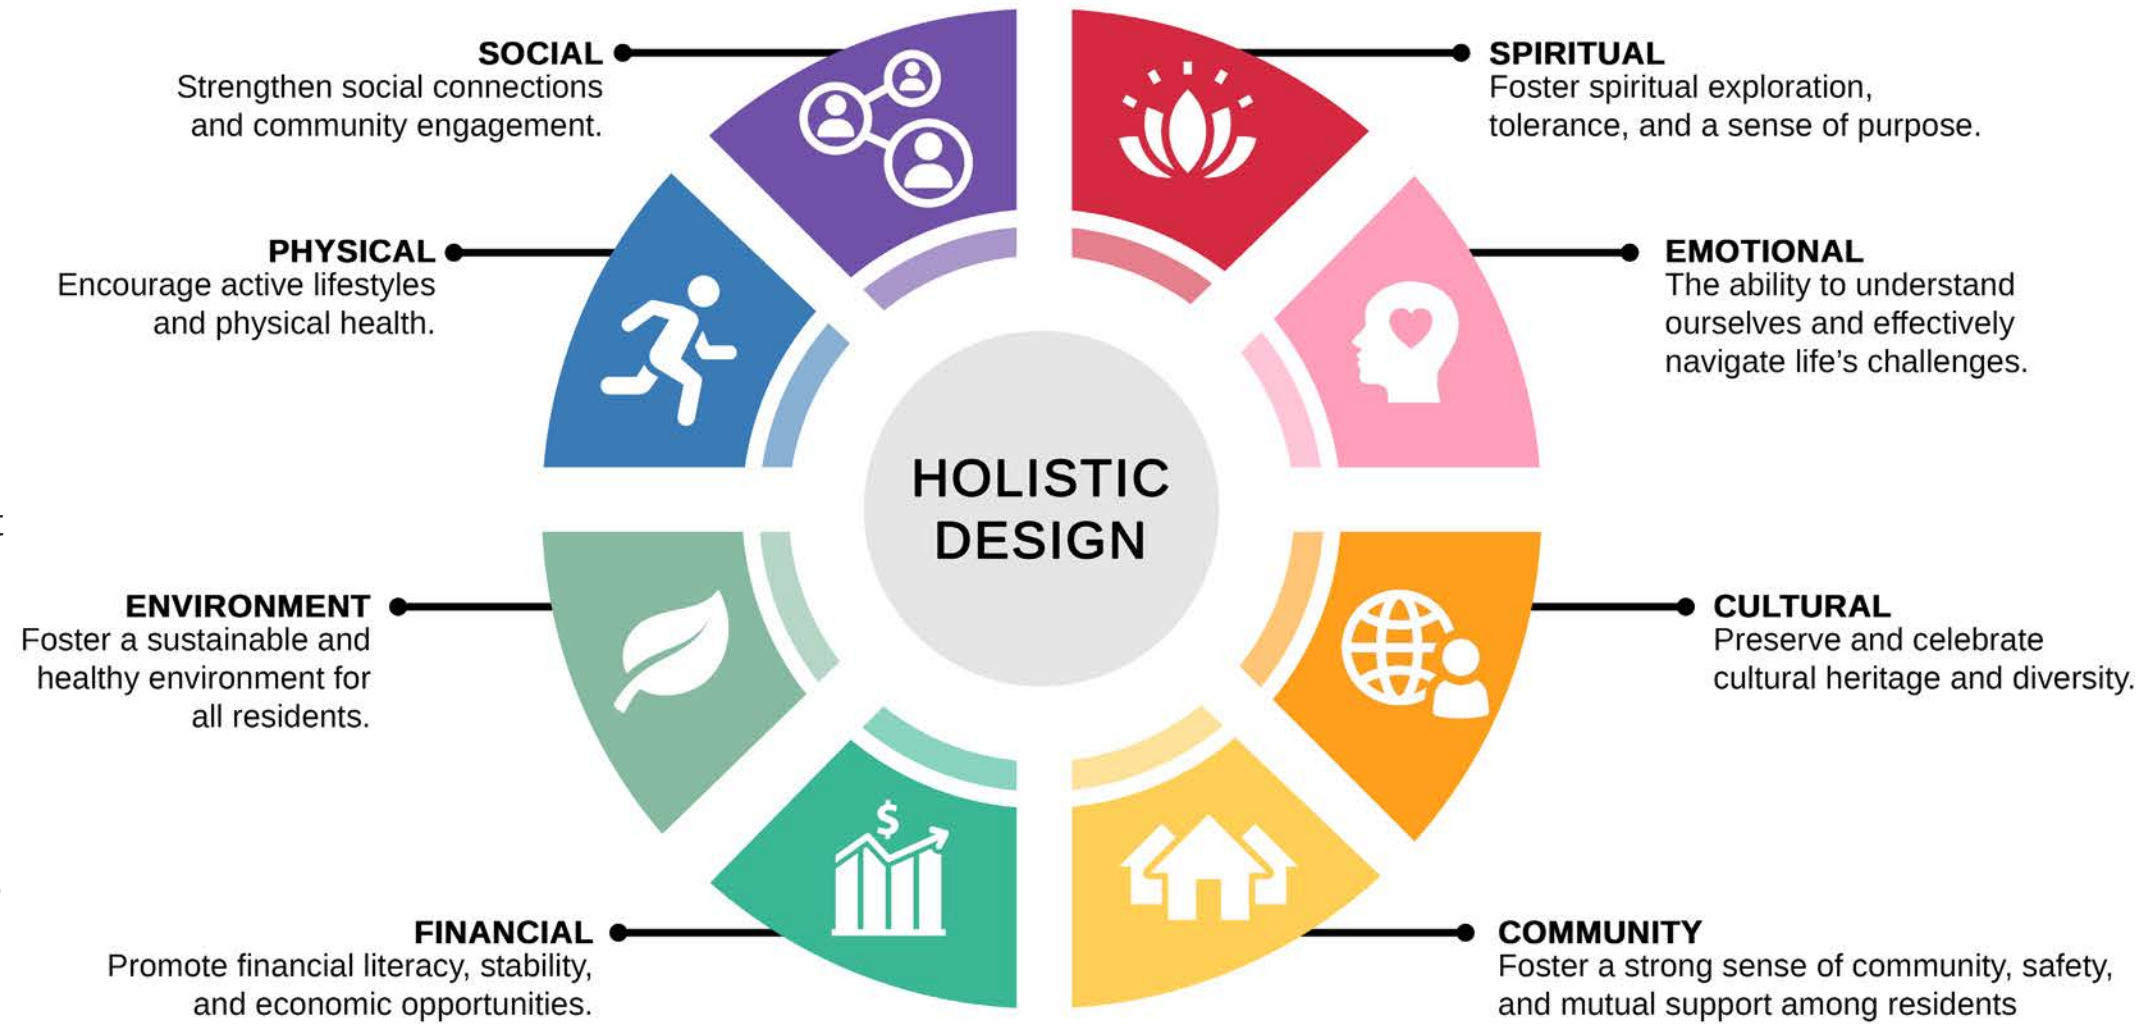 SOCIAL
Strengthen social connections
and community engagement.
SPIRITUAL
Foster spiritual exploration,
tolerance, and a sense of purpose.
PHYSICAL
Encourage active lifestyles
and physical health.
EMOTIONAL
The ability to understand
ourselves and effectively
navigate life’s challenges.
HOLISTIC
DESIGN
ENVIRONMENT
Foster a sustainable and
healthy environment for
all residents.
CULTURAL
Preserve and celebrate
cultural heritage and diversity.
$
FINANCIAL
Promote financial literacy, stability,
and economic opportunities.
COMMUNITY
Foster a strong sense of community, safety,
and mutual support among residents